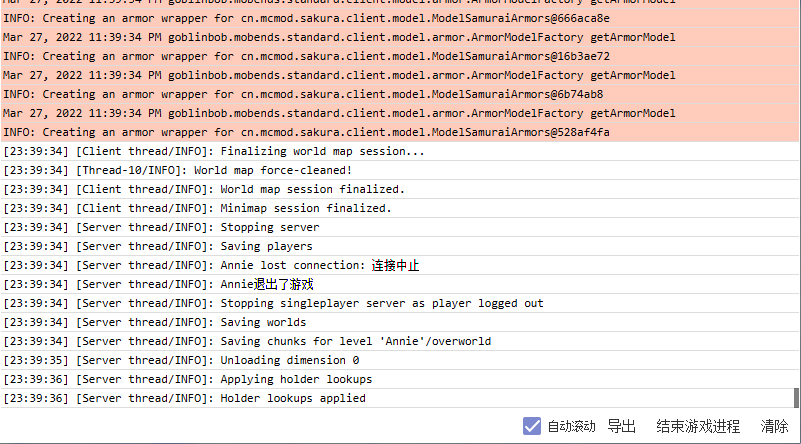 Mar 27, 2022 11:39:34 PM goblinbob.mobends.standard.client.model.armor.ArmorModelFactory getArmorModel
INFO: Creating an armor wrapper for cn.mcmod.sakura.client.model.ModelSamuraiArmors@666aca8e
Mar 27, 2022 11:39:34 PM goblinbob.mobends.standard.client.model.armor.ArmorModelFactory getArmorModel
INFO: Creating an armor wrapper for cn.mcmod.sakura.client.model.ModelSamuraiArmors@16b3ae72
Mar 27, 2022 11:39:34 PM goblinbob.mobends.standard.client.model.armor.ArmorModelFactory getArmorModel
INFO: Creating an armor wrapper for cn.mcmod.sakura.client.model.ModelSamuraiArmors@6b74ab8
Mar 27, 2022 11:39:34 PM goblinbob.mobends.standard.client.model.armor.ArmorModelFactory getArmorModel
INFO: Creating an armor wrapper for cn.mcmod.sakura.client.model.ModelSamuraiArmors@528af4fa
[23:39:34] [Client thread/INFO]: Finalizing world map session...
[23:39:34] [Thread-10/INFO]: World map force-cleaned!
[23:39:34] [Client thread/INFO]: World map session finalized.
[23:39:34] [Client thread/INFO]: Minimap session finalized.
[23:39:34] [Server thread/INFO]: Stopping server
[23:39:34] [Server thread/INFO]: Saving players
[23:39:34] [Server thread/INFO]: Annie lost connection: 连接中止
[23:39:34] [Server thread/INFO]: Annie退出了游戏
[23:39:34] [Server thread/INFO]: Stopping singleplayer server as player logged out
[23:39:34] [Server thread/INFO]: Saving worlds
[23:39:34] [Server thread/INFO]: Saving chunks for level 'Annie'/overworld
[23:39:35] [Server thread/INFO]: Unloading dimension 0
[23:39:36] [Server thread/INFO]: Applying holder lookups
[23:39:36] [Server thread/INFO]: Holder lookups applied
自动滚动 导出 结束游戏进程 清除